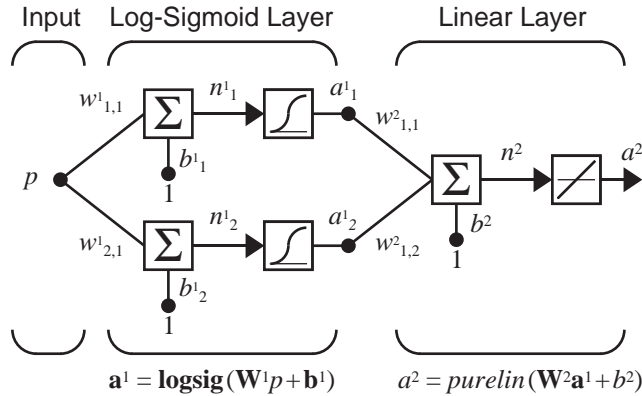 Input Log-Sigmoid Layer Linear Layer
w¹₁,₁ n¹₁ a¹₁ w²₁,₁
Σ
b¹₁
1
p
n² a²
Σ
b²
1
w¹₂,₁ n¹₂ a¹₂ w²₁,₂
Σ
b¹₂
1
a¹ = logsig (W¹p + b¹) a² = purelin (W²a¹ + b²)